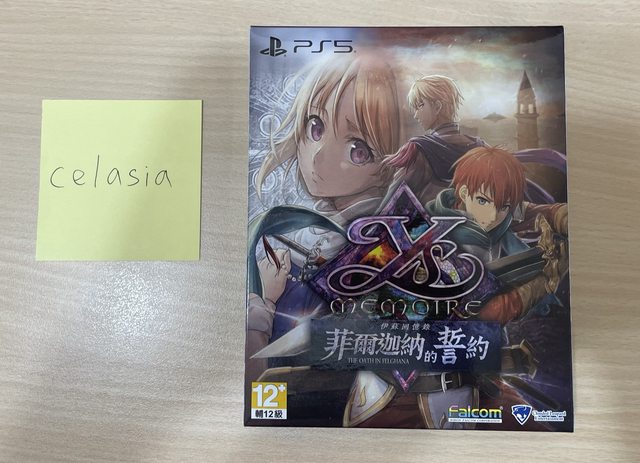 celasia
PS5
Ys
MEMOIRE
伊蘇回憶錄
菲爾迦納的誓約
THE OATH IN FELGHANA
12+
輔12級
Falcom